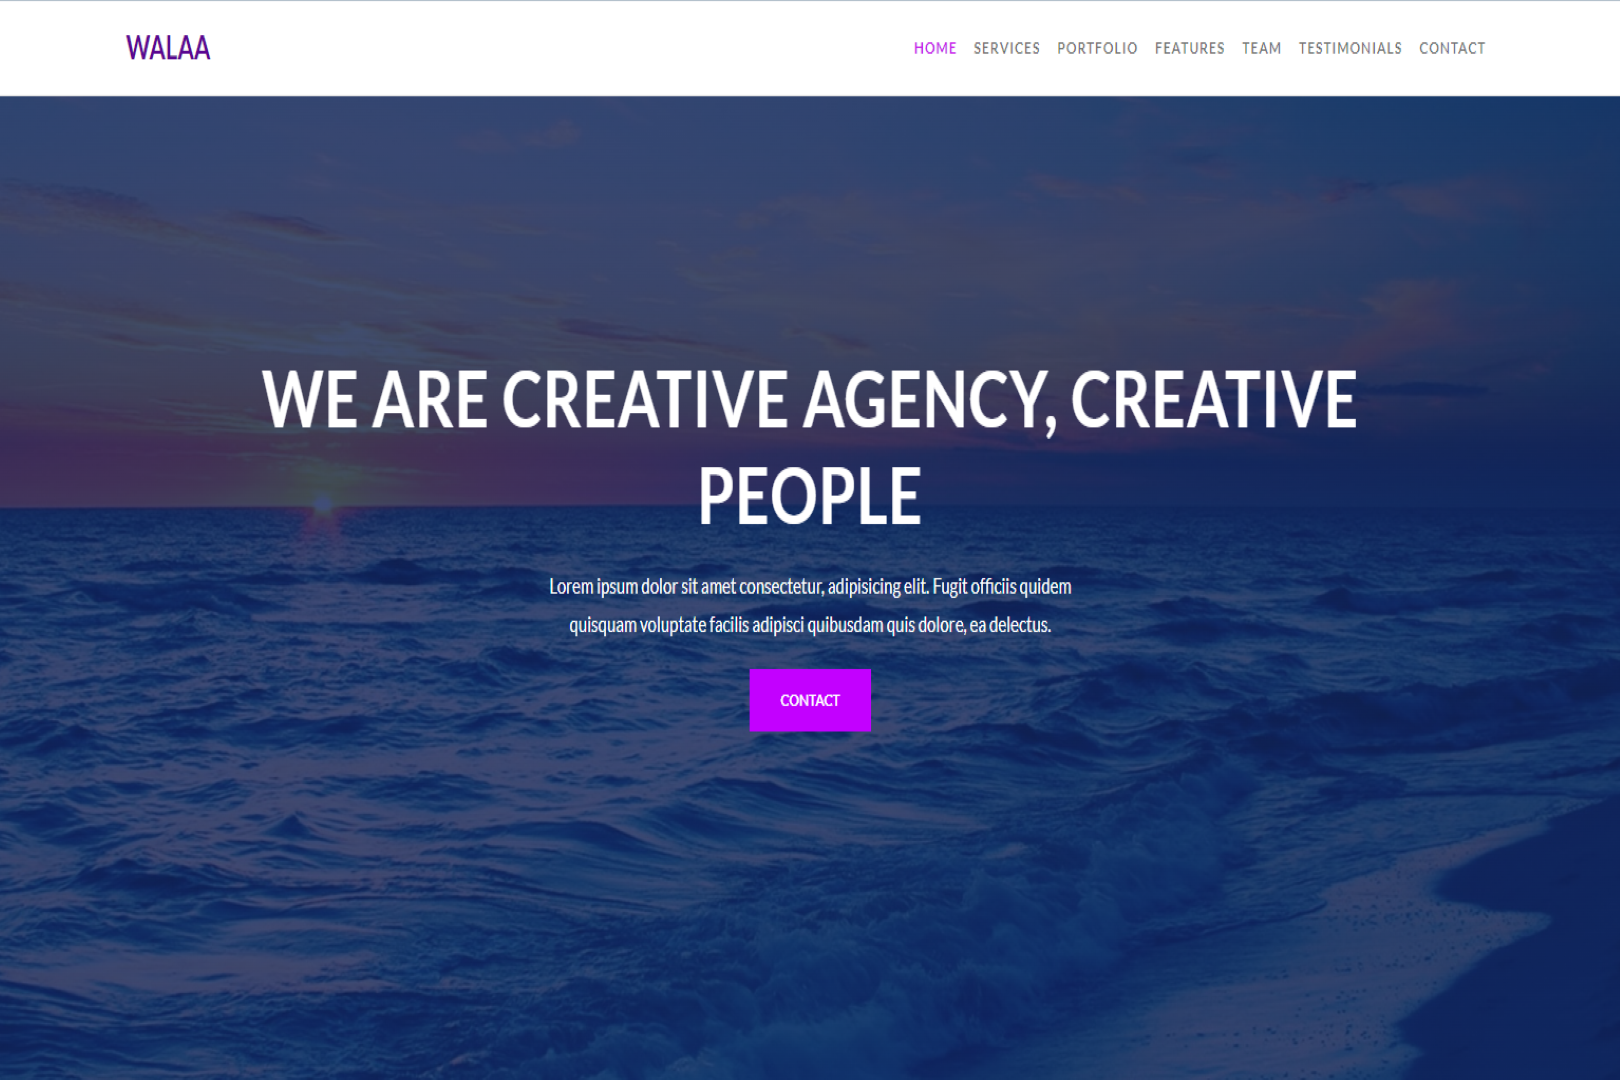 WALAA
HOME SERVICES PORTFOLIO FEATURES TEAM TESTIMONIALS CONTACT
WE ARE CREATIVE AGENCY, CREATIVE
PEOPLE
Lorem ipsum dolor sit amet consectetur, adipisicing elit. Fugit officiis quidem
quisquam voluptate facilis adipisci quibusdam quis dolore, ea delectus.
CONTACT